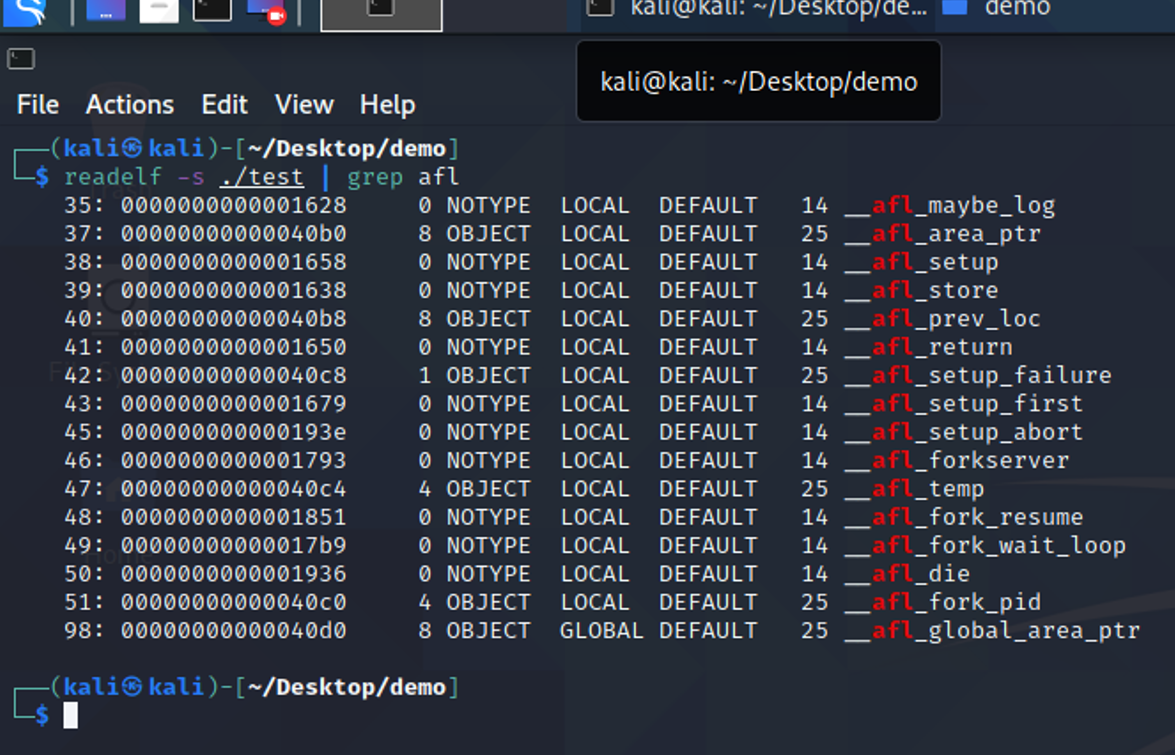 kali@kali: ~/Desktop/de... demo
kali@kali: ~/Desktop/demo
File Actions Edit View Help
┌──(kali㉿kali)-[~/Desktop/demo]
└─$ readelf -s ./test | grep afl
35: 0000000000001628 0 NOTYPE LOCAL DEFAULT 14 __afl_maybe_log
37: 00000000000040b0 8 OBJECT LOCAL DEFAULT 25 __afl_area_ptr
38: 0000000000001658 0 NOTYPE LOCAL DEFAULT 14 __afl_setup
39: 0000000000001638 0 NOTYPE LOCAL DEFAULT 14 __afl_store
40: 00000000000040b8 8 OBJECT LOCAL DEFAULT 25 __afl_prev_loc
41: 0000000000001650 0 NOTYPE LOCAL DEFAULT 14 __afl_return
42: 00000000000040c8 1 OBJECT LOCAL DEFAULT 25 __afl_setup_failure
43: 0000000000001679 0 NOTYPE LOCAL DEFAULT 14 __afl_setup_first
45: 000000000000193e 0 NOTYPE LOCAL DEFAULT 14 __afl_setup_abort
46: 0000000000001793 0 NOTYPE LOCAL DEFAULT 14 __afl_forkserver
47: 00000000000040c4 4 OBJECT LOCAL DEFAULT 25 __afl_temp
48: 0000000000001851 0 NOTYPE LOCAL DEFAULT 14 __afl_fork_resume
49: 00000000000017b9 0 NOTYPE LOCAL DEFAULT 14 __afl_fork_wait_loop
50: 0000000000001936 0 NOTYPE LOCAL DEFAULT 14 __afl_die
51: 00000000000040c0 4 OBJECT LOCAL DEFAULT 25 __afl_fork_pid
98: 00000000000040d0 8 OBJECT GLOBAL DEFAULT 25 __afl_global_area_ptr
┌──(kali㉿kali)-[~/Desktop/demo]
└─$